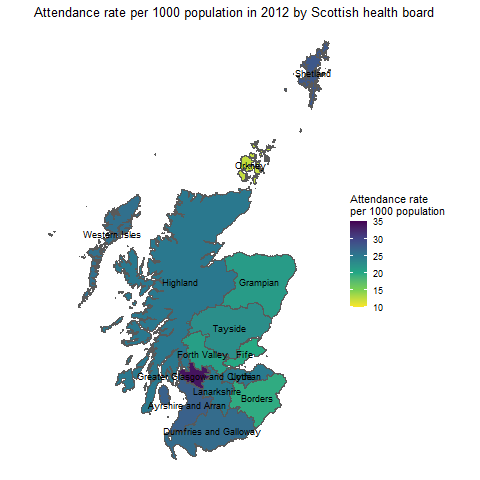 Attendance rate per 1000 population in 2012 by Scottish health board
Shetland
Orkney
Western Isles
Highland
Grampian
Tayside
Forth Valley
Fife
Greater Glasgow and Clyde
Lothian
Lanarkshire
Ayrshire and Arran
Borders
Dumfries and Galloway
Attendance rate
per 1000 population
35
30
25
20
15
10